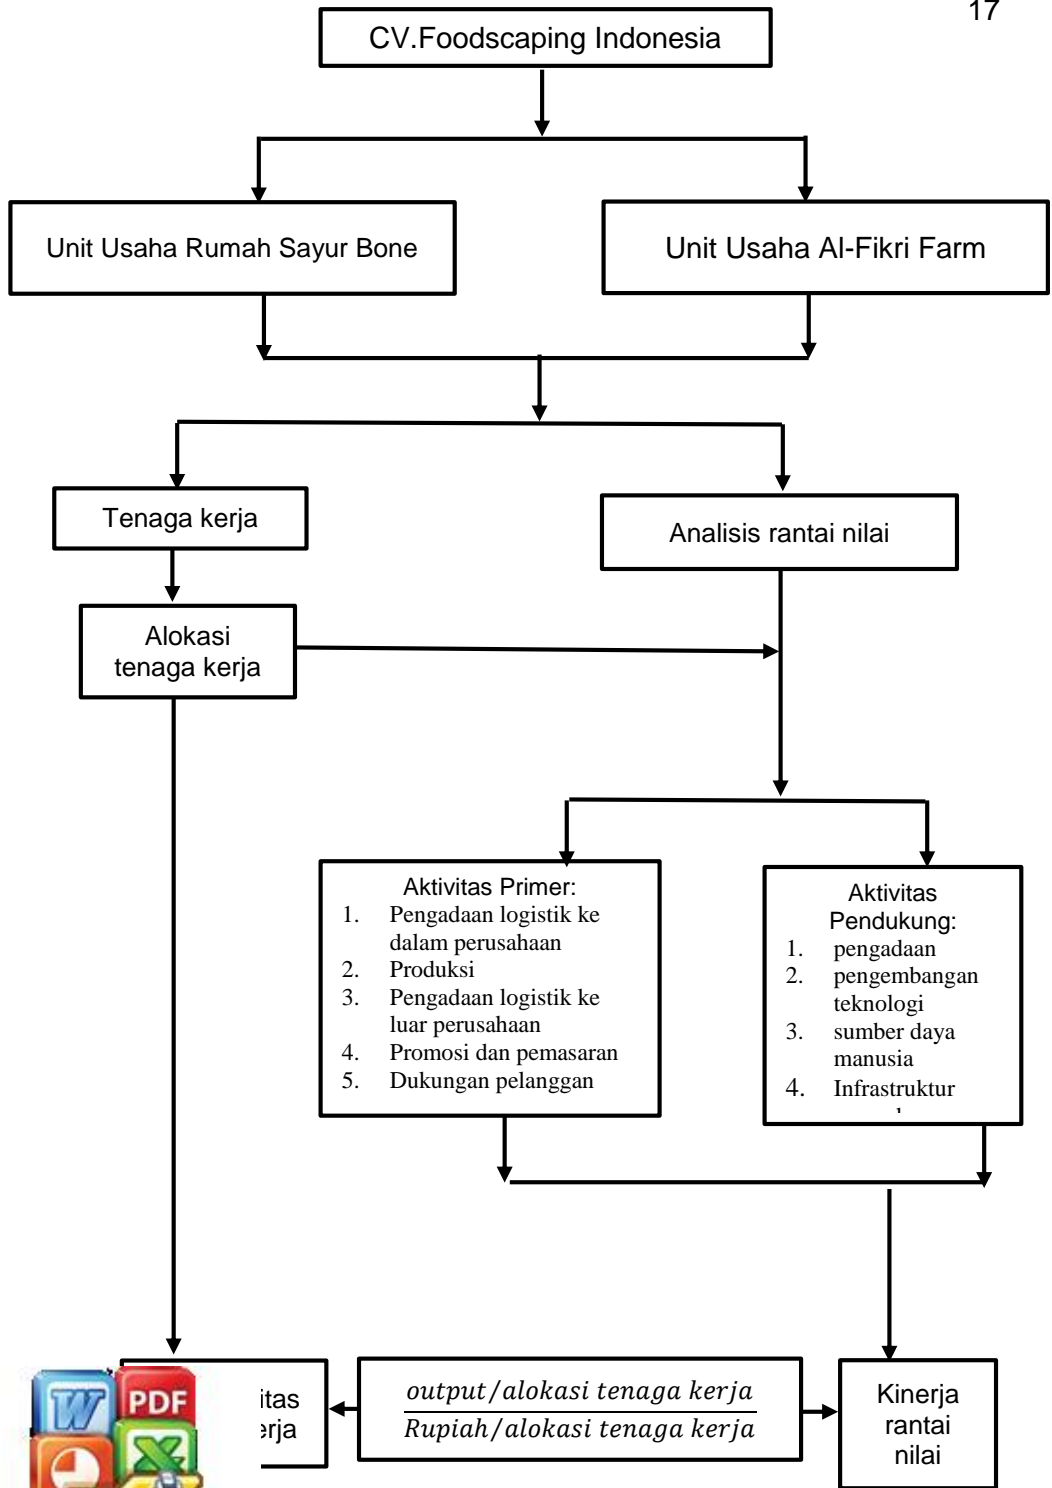 17
CV.Foodscaping Indonesia
Unit Usaha Rumah Sayur Bone
Unit Usaha Al-Fikri Farm
Tenaga kerja
Analisis rantai nilai
Alokasi
tenaga kerja
Aktivitas Primer:
1. Pengadaan logistik ke
dalam perusahaan
2. Produksi
3. Pengadaan logistik ke
luar perusahaan
4. Promosi dan pemasaran
5. Dukungan pelanggan
Aktivitas
Pendukung:
1. pengadaan
2. pengembangan
teknologi
3. sumber daya
manusia
4. Infrastruktur
itas
erja
output/alokasi tenaga kerja
Rupiah/alokasi tenaga kerja
Kinerja
rantai
nilai
W
PDF
X